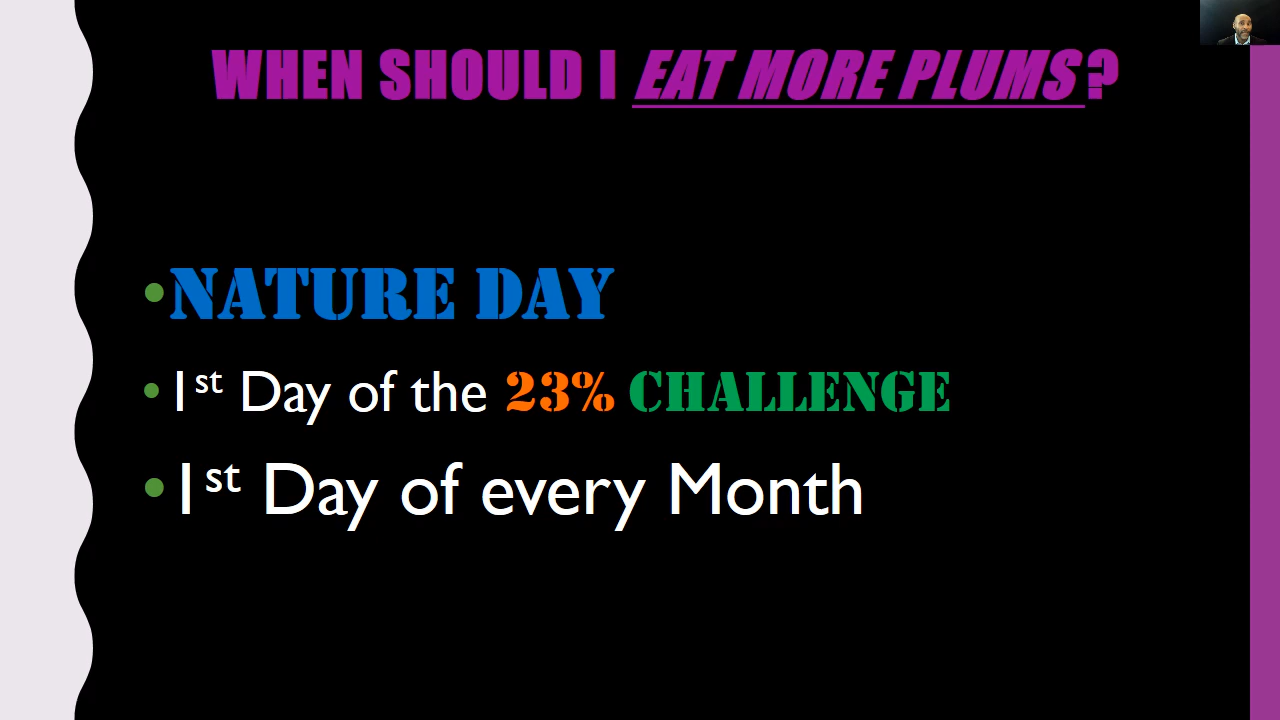 WHEN SHOULD I EAT MORE PLUMS?
•NATURE DAY
•1st Day of the 23% CHALLENGE
•1st Day of every Month